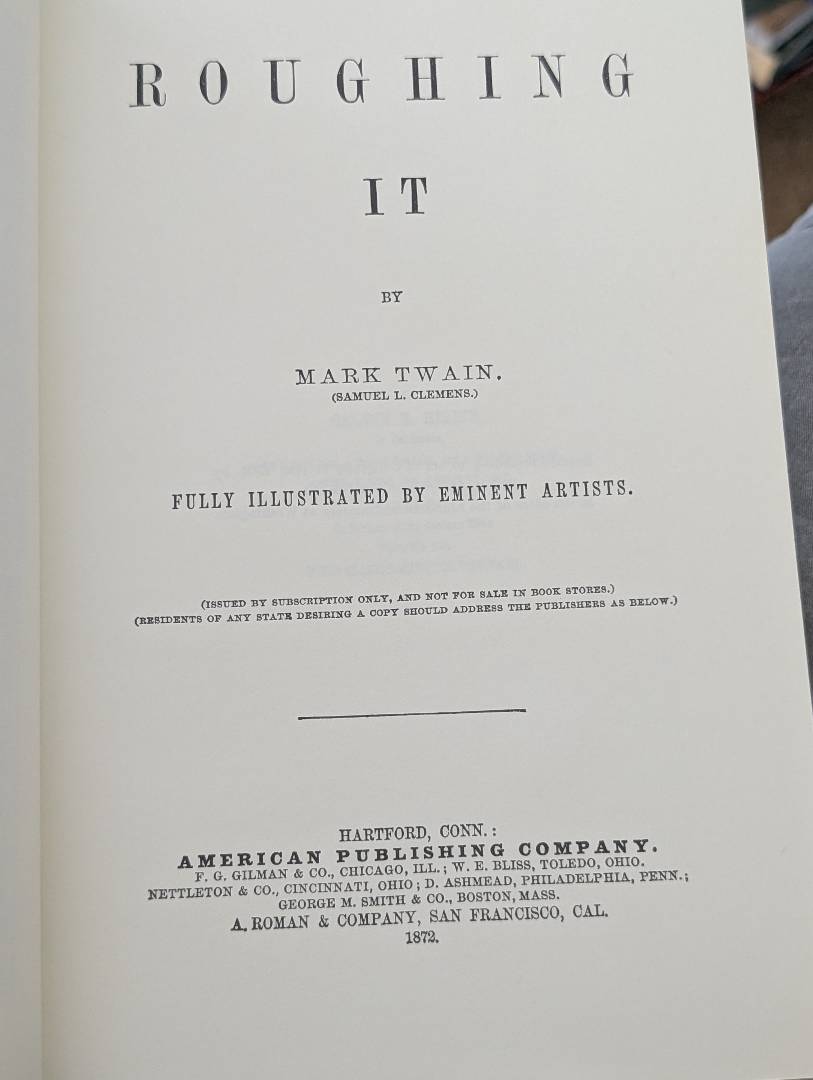 ROUGHING
IT
BY
MARK TWAIN.
(SAMUEL L. CLEMENS.)
FULLY ILLUSTRATED BY EMINENT ARTISTS.
(ISSUED BY SUBSCRIPTION ONLY, AND NOT FOR SALE IN BOOK STORES.)
(RESIDENTS OF ANY STATE DESIRING A COPY SHOULD ADDRESS THE PUBLISHERS AS BELOW.)
HARTFORD, CONN.:
AMERICAN PUBLISHING COMPANY.
F. G. GILMAN & CO., CHICAGO, ILL.; W. E. BLISS, TOLEDO, OHIO.
NETTLETON & CO., CINCINNATI, OHIO; D. ASHMEAD, PHILADELPHIA, PENN.;
GEORGE M. SMITH & CO., BOSTON, MASS.
A. ROMAN & COMPANY, SAN FRANCISCO, CAL.
1872.